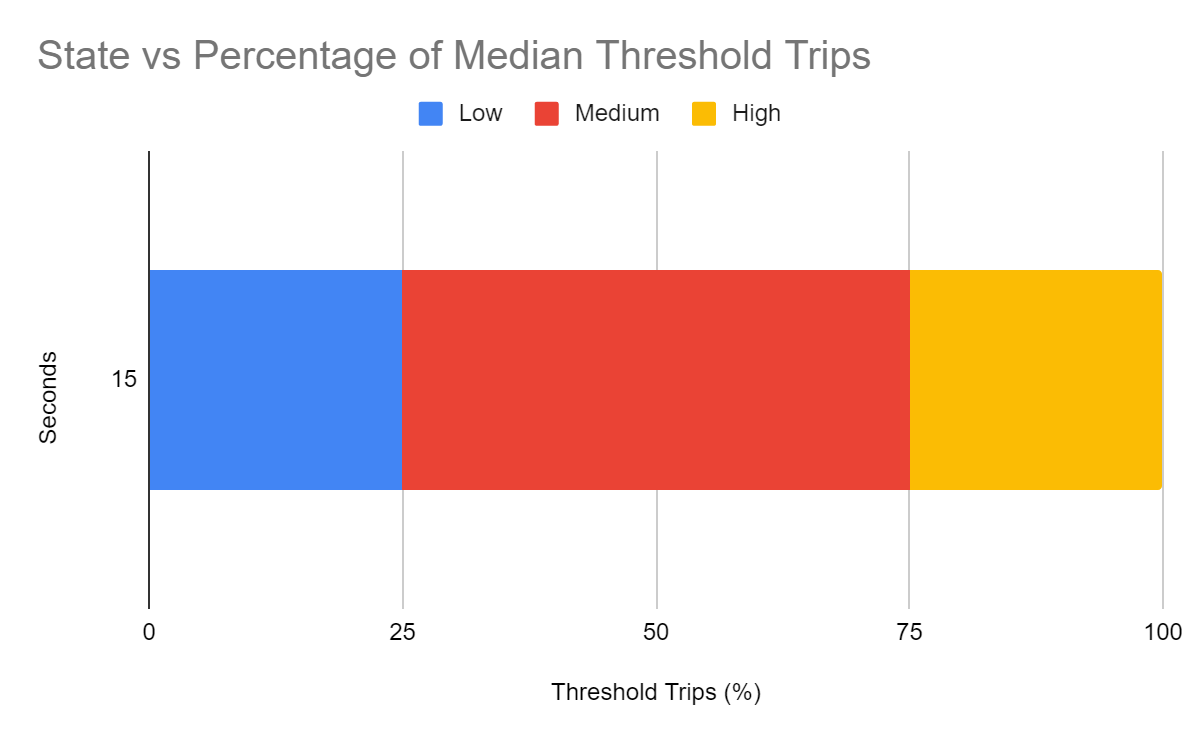 State vs Percentage of Median Threshold Trips
Low Medium High
Seconds
15
0 25 50 75 100
Threshold Trips (%)